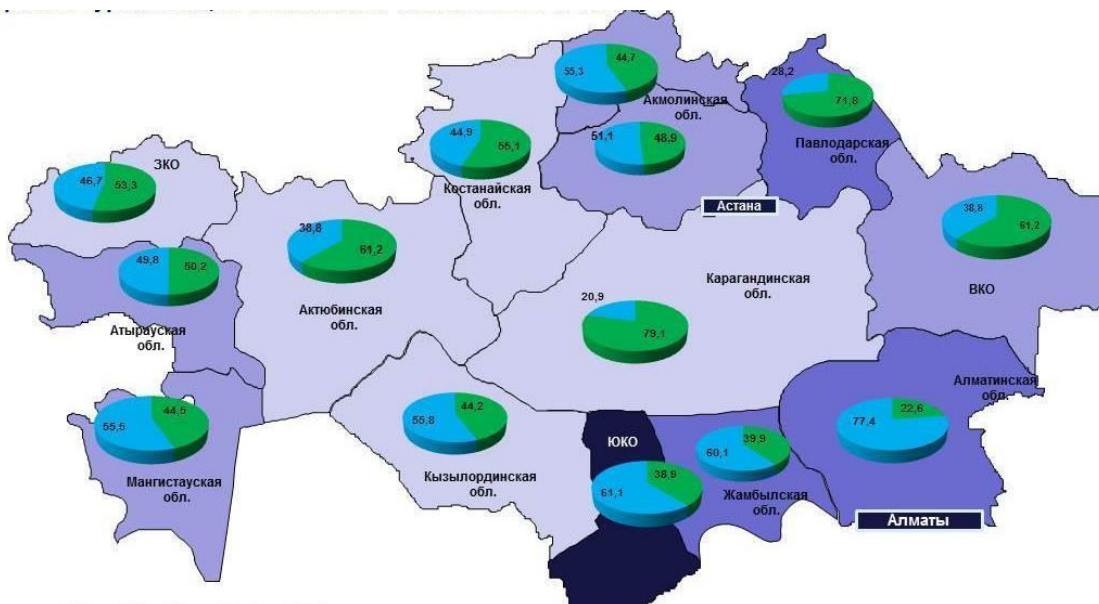 55,3
44,7
Акмолинская
обл.
28,2
71,8
Павлодарская
обл.
44,9
55,1
Костанайская
обл.
51,1
48,9
Астана
ЗКО
46,7
53,3
38,8
61,2
Актюбинская
обл.
38,8
61,2
ВКО
49,8
50,2
Атырауская
обл.
Карагандинская
обл.
20,9
79,1
Алматинская
обл.
22,6
77,4
Алматы
44,5
55,5
Мангистауская
обл.
55,8
44,2
Кызылординская
обл.
ЮКО
38,9
61,1
39,9
60,1
Жамбылская
обл.